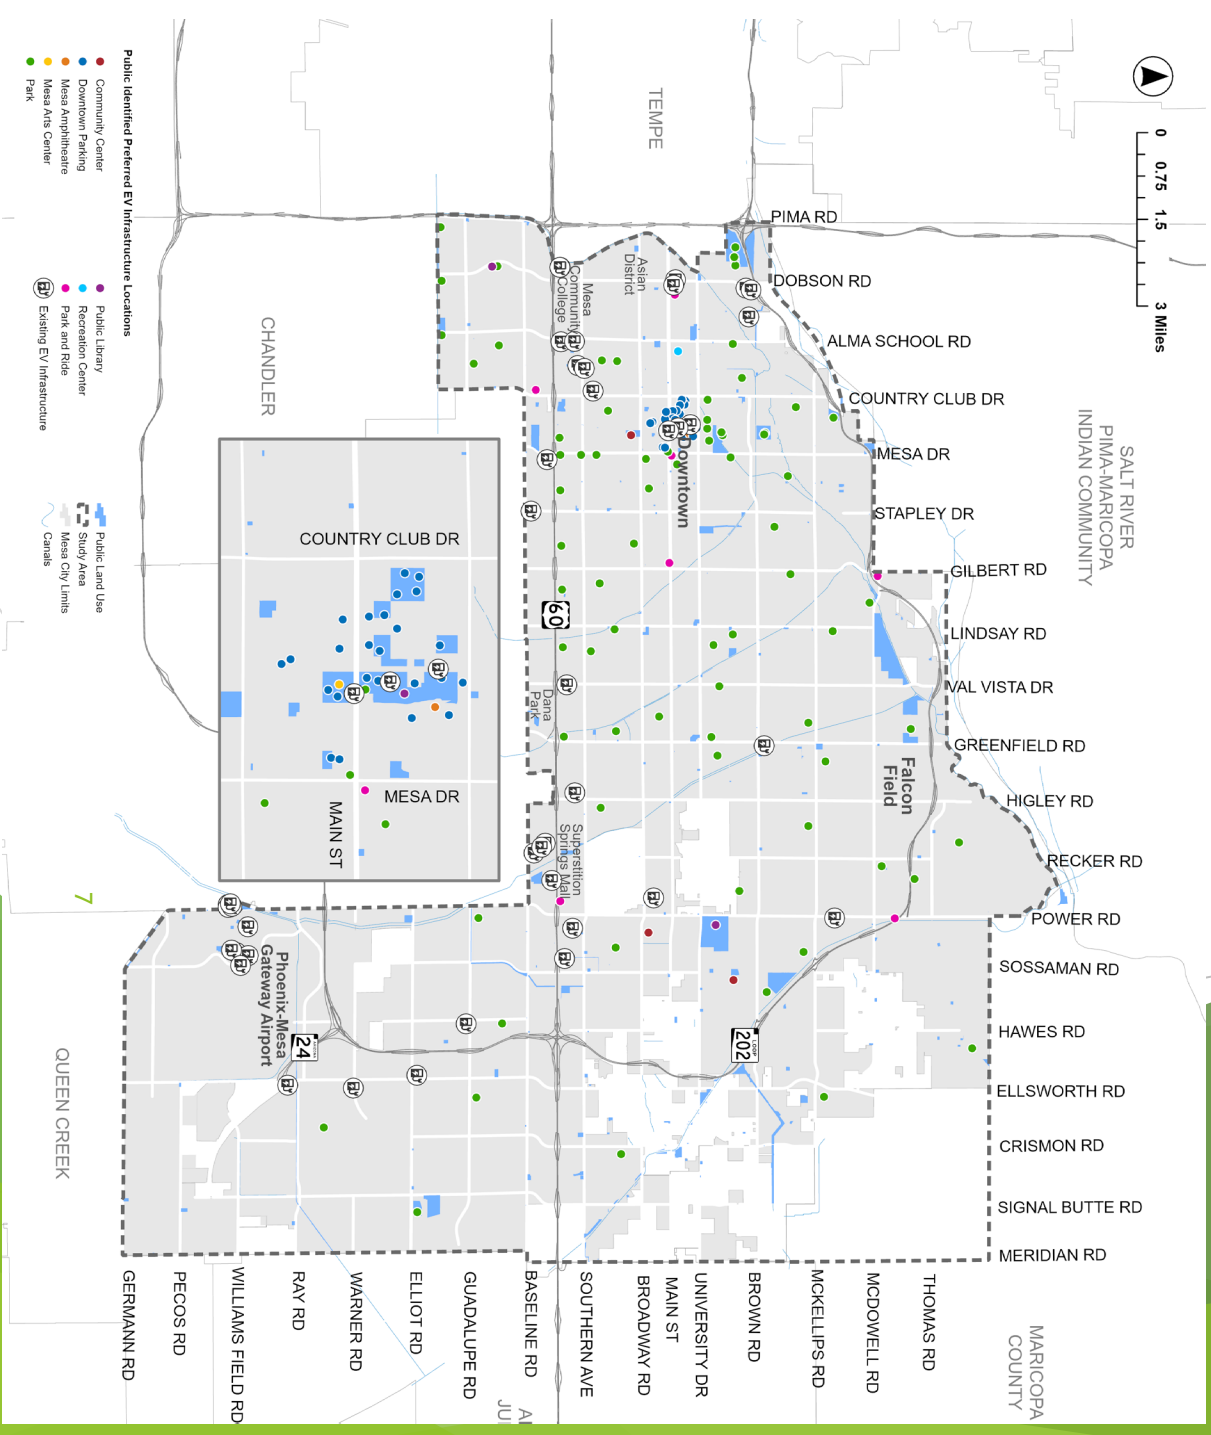 0 0.75 1.5 3 Miles
TEMPE
CHANDLER
SALT RIVER
PIMA-MARICOPA
INDIAN COMMUNITY
QUEEN CREEK
MARICOPA
COUNTY
PIMA RD
DOBSON RD
ALMA SCHOOL RD
COUNTRY CLUB DR
MESA DR
STAPLEY DR
GILBERT RD
LINDSAY RD
VAL VISTA DR
GREENFIELD RD
HIGLEY RD
RECKER RD
POWER RD
SOSSAMAN RD
HAWES RD
ELLSWORTH RD
CRISMON RD
SIGNAL BUTTE RD
MERIDIAN RD
THOMAS RD
MCDOWELL RD
MCKELLIPS RD
BROWN RD
UNIVERSITY DR
MAIN ST
BROADWAY RD
SOUTHERN AVE
BASELINE RD
GUADALUPE RD
ELLIOT RD
WARNER RD
RAY RD
WILLIAMS FIELD RD
PECOS RD
GERMANN RD
Asian
District
Mesa
Community
College
Downtown
Dana
Park
Falcon
Field
Superstition
Springs Mall
Phoenix-Mesa
Gateway Airport
60
LOOP
202
24
COUNTRY CLUB DR
MESA DR
MAIN ST
Public Identified Preferred EV Infrastructure Locations
Community Center
Downtown Parking
Mesa Amphitheatre
Mesa Arts Center
Park
Public Library
Recreation Center
Park and Ride
Existing EV Infrastructure
Public Land Use
Study Area
Mesa City Limits
Canals
7